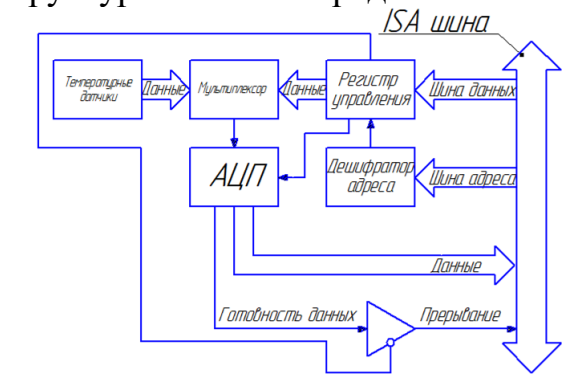 ISA шина
Температурные
датчики
Данные
Мультиплексор
Данные
Регистр
управления
Шина данных
АЦП
Дешифратор
адреса
Шина адреса
Данные
Готовность данных
Прерывание